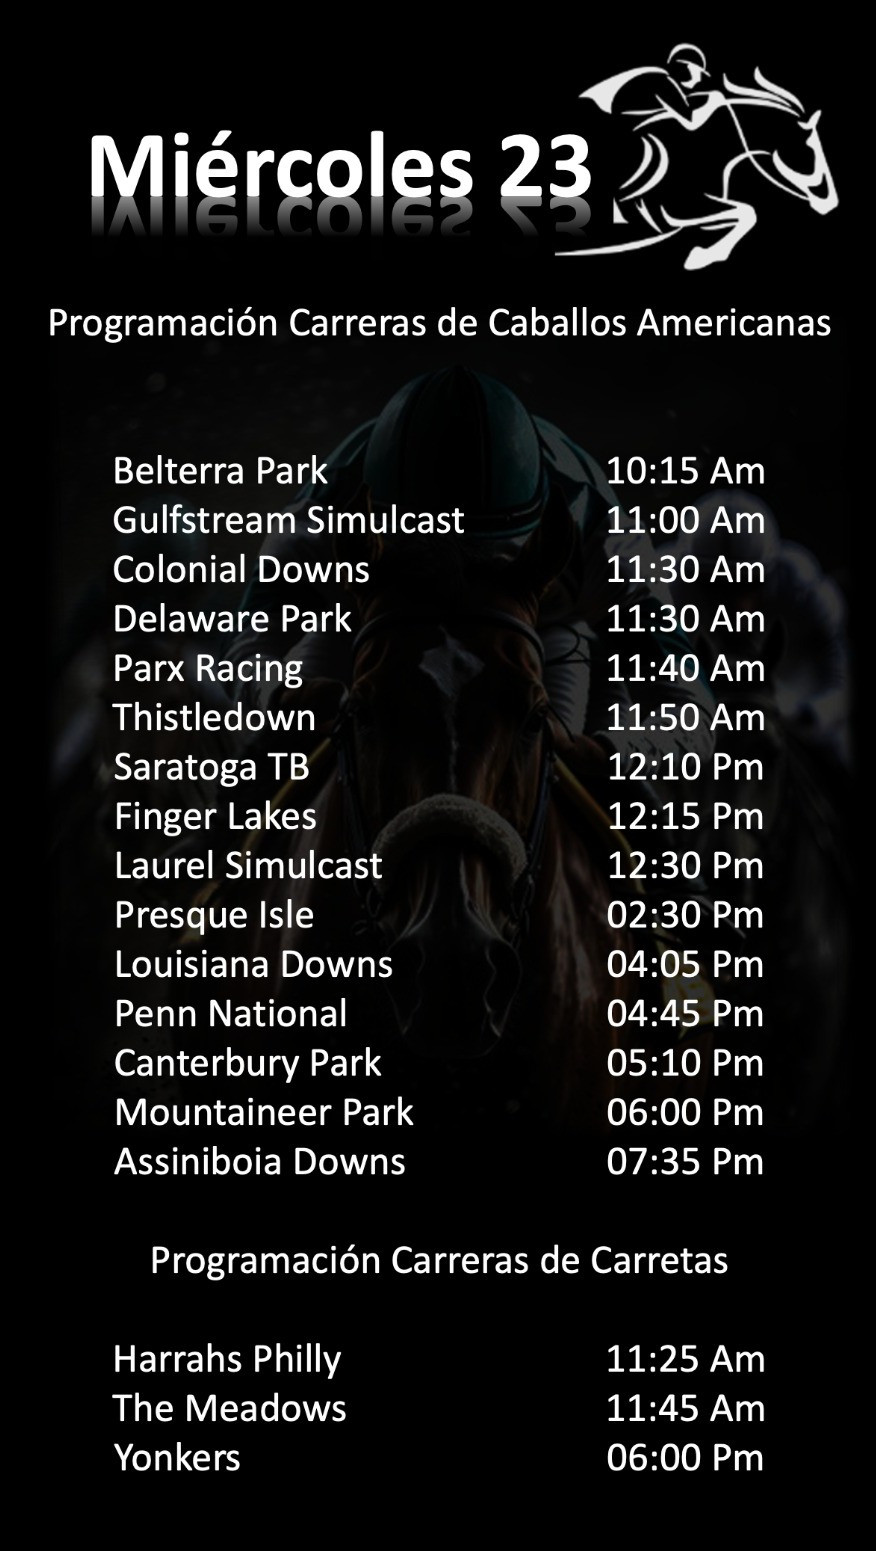 Miércoles 23
Programación Carreras de Caballos Americanas
Belterra Park 10:15 Am
Gulfstream Simulcast 11:00 Am
Colonial Downs 11:30 Am
Delaware Park 11:30 Am
Parx Racing 11:40 Am
Thistledown 11:50 Am
Saratoga TB 12:10 Pm
Finger Lakes 12:15 Pm
Laurel Simulcast 12:30 Pm
Presque Isle 02:30 Pm
Louisiana Downs 04:05 Pm
Penn National 04:45 Pm
Canterbury Park 05:10 Pm
Mountaineer Park 06:00 Pm
Assiniboia Downs 07:35 Pm
Programación Carreras de Carretas
Harrahs Philly 11:25 Am
The Meadows 11:45 Am
Yonkers 06:00 Pm